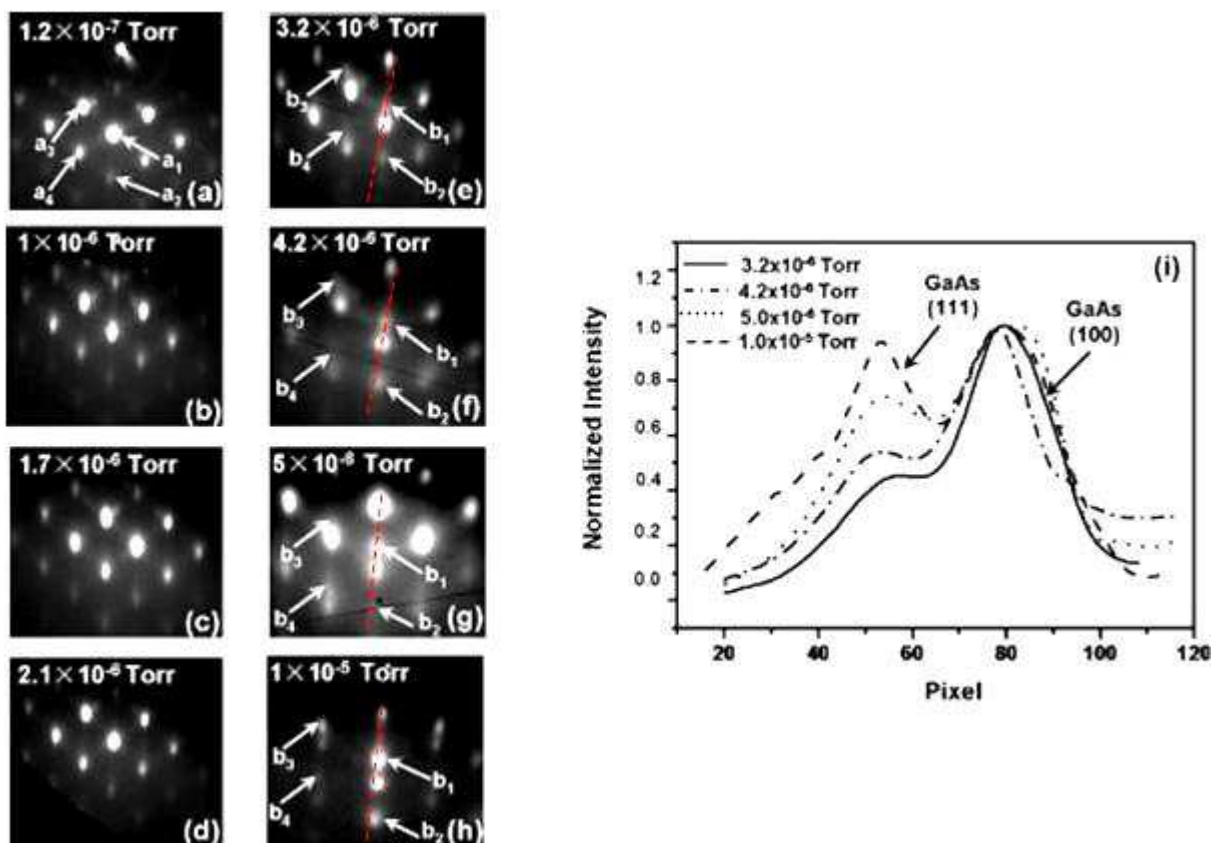 1.2×10⁻⁷ Torr
a₃
a₁
a₄
a₂
(a)
1×10⁻⁶ Torr
(b)
1.7×10⁻⁶ Torr
(c)
2.1×10⁻⁶ Torr
(d)
3.2×10⁻⁶ Torr
b₃
b₁
b₄
b₂
(e)
4.2×10⁻⁶ Torr
b₃
b₁
b₄
b₂
(f)
5×10⁻⁶ Torr
b₃
b₁
b₄
b₂
(g)
1×10⁻⁵ Torr
b₃
b₁
b₄
b₂
(h)
(i)
3.2x10⁻⁶ Torr
4.2x10⁻⁶ Torr
5.0x10⁻⁶ Torr
1.0x10⁻⁵ Torr
GaAs
(111)
GaAs
(100)
Normalized Intensity
1.2
1.0
0.8
0.6
0.4
0.2
0.0
20
40
60
80
100
120
Pixel